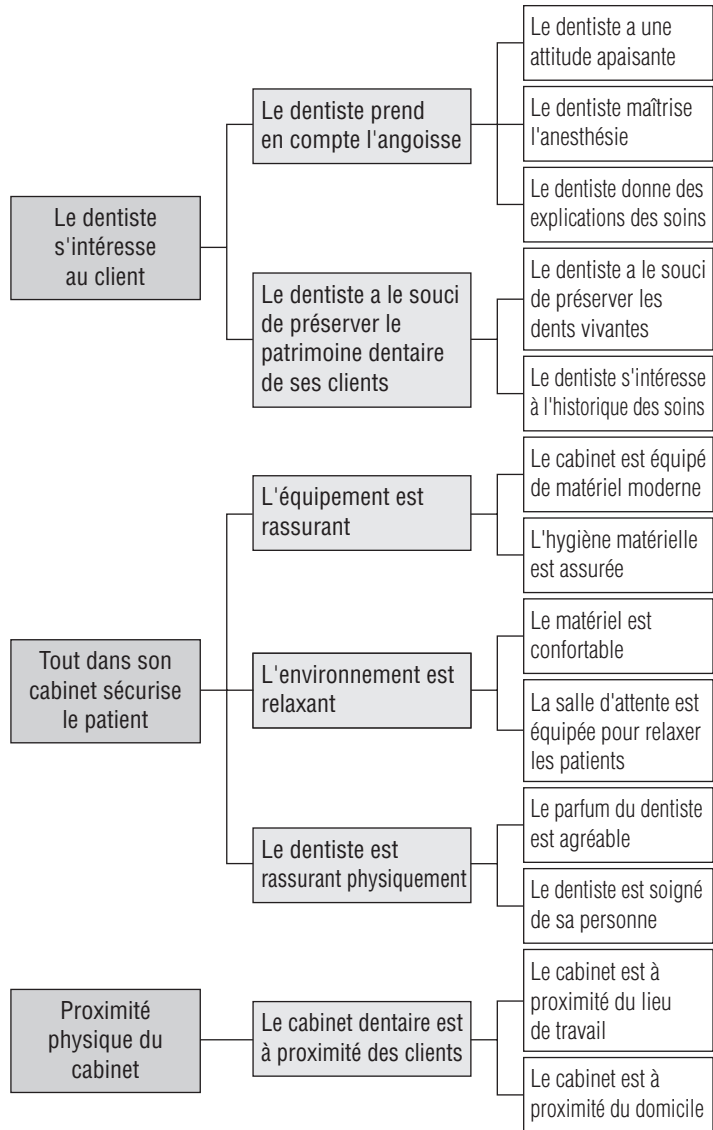 Le dentiste
s'intéresse
au client
Le dentiste prend
en compte l'angoisse
Le dentiste a une
attitude apaisante
Le dentiste maîtrise
l'anesthésie
Le dentiste donne des
explications des soins
Le dentiste a le souci
de préserver le
patrimoine dentaire
de ses clients
Le dentiste a le souci
de préserver les
dents vivantes
Le dentiste s'intéresse
à l'historique des soins
Tout dans son
cabinet sécurise
le patient
L'équipement est
rassurant
Le cabinet est équipé
de matériel moderne
L'hygiène matérielle
est assurée
L'environnement est
relaxant
Le matériel est
confortable
La salle d'attente est
équipée pour relaxer
les patients
Le dentiste est
rassurant physiquement
Le parfum du dentiste
est agréable
Le dentiste est soigné
de sa personne
Proximité
physique du
cabinet
Le cabinet dentaire est
à proximité des clients
Le cabinet est à
proximité du lieu
de travail
Le cabinet est à
proximité du domicile